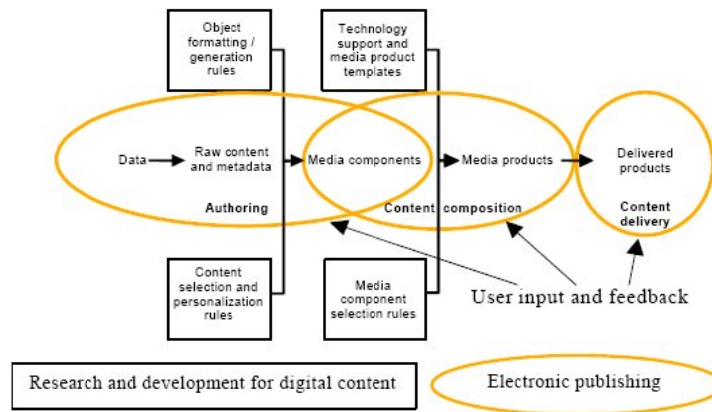 Object
formatting /
generation
rules
Technology
support and
media product
templates
Data
Raw content
and metadata
Media components
Media products
Delivered
products
Authoring
Content composition
Content
delivery
Content
selection and
personalization
rules
Media
component
selection rules
User input and feedback
Research and development for digital content
Electronic publishing